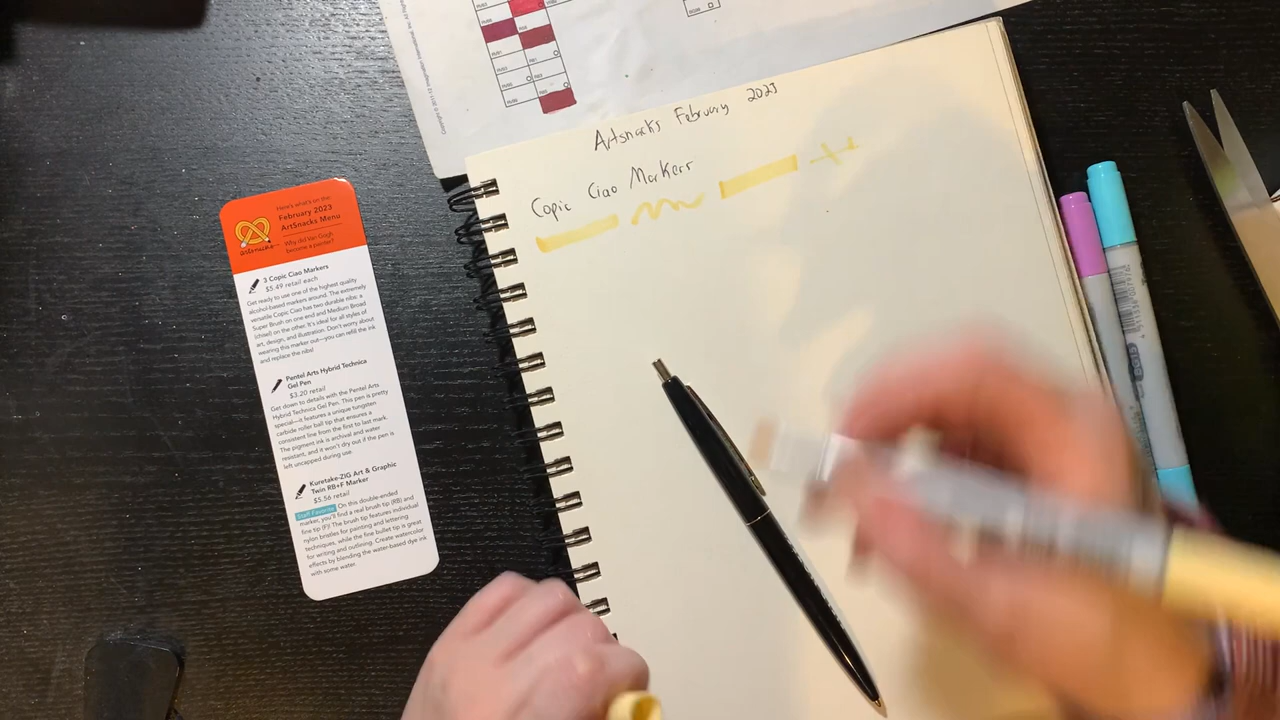 Here's what's on the
February 2023
ArtSnacks Menu
Why did Van Gogh
become a painter?
artsnacks
3 Copic Ciao Markers
$5.49 retail each
Get ready to use one of the highest quality
alcohol-based markers around. The extremely
versatile Copic Ciao has two durable nibs: a
Super Brush on one end and Medium Broad
(chisel) on the other. It's ideal for all styles of
art, design, and illustration. Don't worry about
wearing this marker out—you can refill the ink
and replace the nibs!
Pentel Arts Hybrid Technica
Gel Pen
$3.20 retail
Get down to details with the Pentel Arts
Hybrid Technica Gel Pen. This pen is pretty
special—it features a unique tungsten
carbide roller ball tip that ensures a
consistent line from the first to last mark.
The pigment ink is archival and water
resistant, and it won't dry out if the pen is
left uncapped during use.
Kuretake-ZIG Art & Graphic
Twin RB+F Marker
$5.56 retail
Staff Favorite On this double-ended
marker, you'll find a real brush tip (RB) and
fine tip (F)! The brush tip features individual
nylon bristles for painting and lettering
techniques, while the fine bullet tip is great
for writing and outlining. Create watercolor
effects by blending the water-based dye ink
with some water.
Artsnacks February 2023
Copic Ciao Markers
BG15